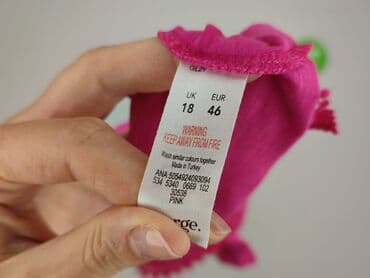 UK EUR
18 46
WARNING
KEEP AWAY FROM FIRE
Wash similar colours together
Made in Turkey
ANA 5054924093094
534 5340 0669 102
30538
PINK
rge.